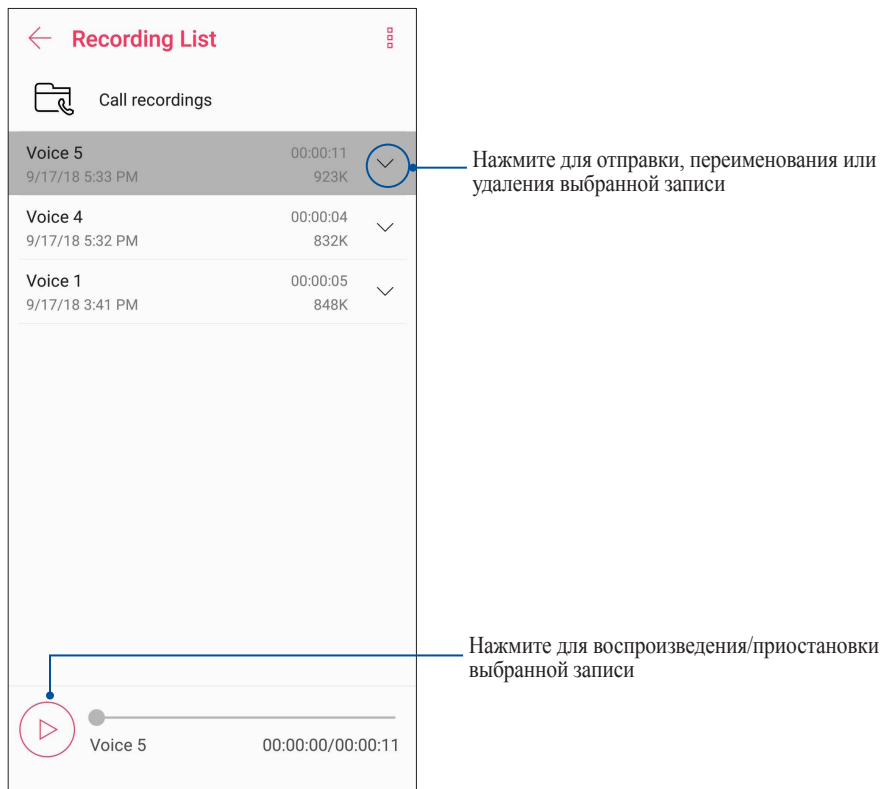 Recording List
Call recordings
Voice 5 00:00:11
9/17/18 5:33 PM 923K
Нажмите для отправки, переименования или
удаления выбранной записи
Voice 4 00:00:04
9/17/18 5:32 PM 832K
Voice 1 00:00:05
9/17/18 3:41 PM 848K
Нажмите для воспроизведения/приостановки
выбранной записи
Voice 5 00:00:00/00:00:11